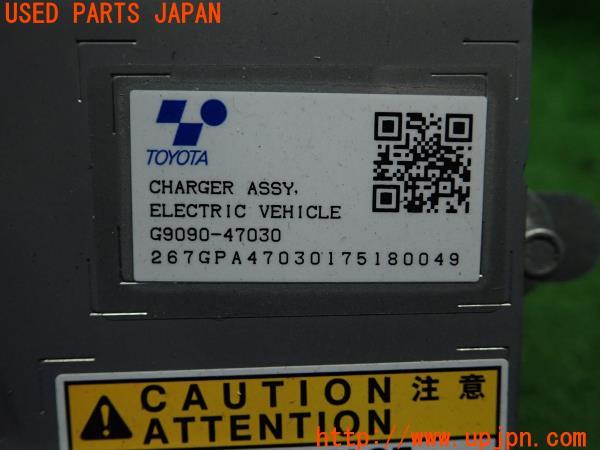 USED PARTS JAPAN
TOYOTA
CHARGER ASSY,
ELECTRIC VEHICLE
G9090-47030
267GPA47030175180049
CAUTION 注意
ATTENTION
http://www.upjpn.com/